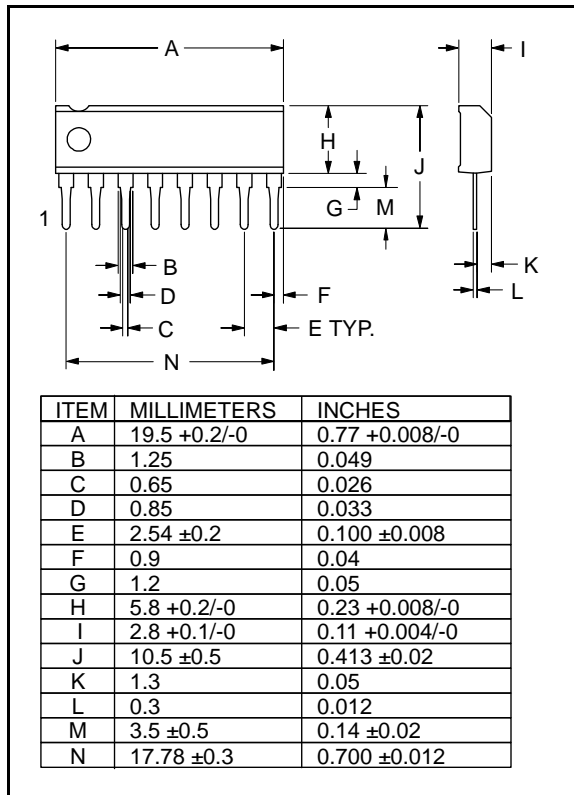 A
I
H
J
G
M
1
B
K
D
F
L
C
E TYP.
N
ITEM MILLIMETERS INCHES
A 19.5 +0.2/-0 0.77 +0.008/-0
B 1.25 0.049
C 0.65 0.026
D 0.85 0.033
E 2.54 ±0.2 0.100 ±0.008
F 0.9 0.04
G 1.2 0.05
H 5.8 +0.2/-0 0.23 +0.008/-0
I 2.8 +0.1/-0 0.11 +0.004/-0
J 10.5 ±0.5 0.413 ±0.02
K 1.3 0.05
L 0.3 0.012
M 3.5 ±0.5 0.14 ±0.02
N 17.78 ±0.3 0.700 ±0.012